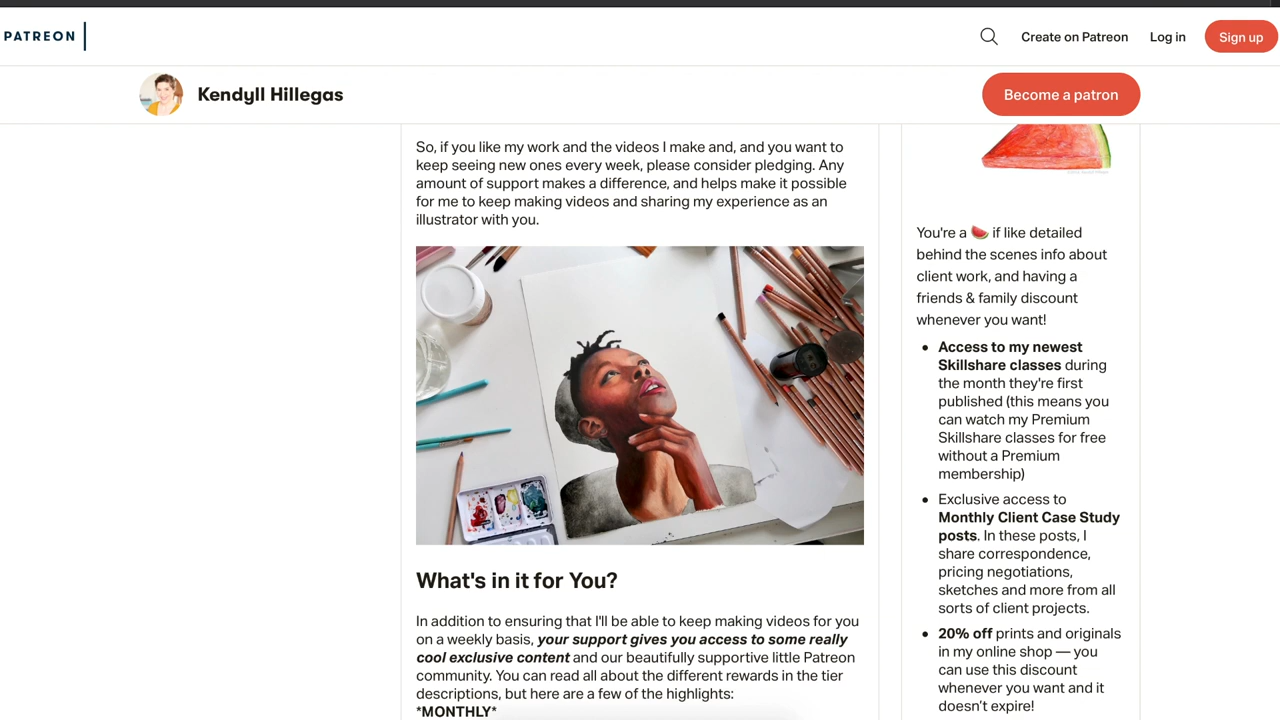 PATREON
Create on Patreon
Log in
Sign up
Kendyll Hillegas
Become a patron
So, if you like my work and the videos I make and, and you want to
keep seeing new ones every week, please consider pledging. Any
amount of support makes a difference, and helps make it possible
for me to keep making videos and sharing my experience as an
illustrator with you.
What's in it for You?
In addition to ensuring that I'll be able to keep making videos for you
on a weekly basis, your support gives you access to some really
cool exclusive content and our beautifully supportive little Patreon
community. You can read all about the different rewards in the tier
descriptions, but here are a few of the highlights:
*MONTHLY*
You're a 🍉 if like detailed
behind the scenes info about
client work, and having a
friends & family discount
whenever you want!
• Access to my newest
Skillshare classes during
the month they're first
published (this means you
can watch my Premium
Skillshare classes for free
without a Premium
membership)
• Exclusive access to
Monthly Client Case Study
posts. In these posts, I
share correspondence,
pricing negotiations,
sketches and more from all
sorts of client projects.
• 20% off prints and originals
in my online shop — you
can use this discount
whenever you want and it
doesn't expire!